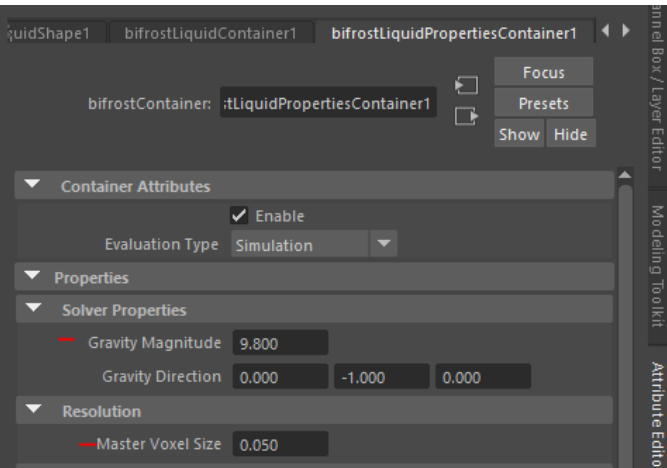 uidShape1 bifrostLiquidContainer1 bifrostLiquidPropertiesContainer1
Focus
bifrostContainer: :tLiquidPropertiesContainer1
Presets
Show Hide
Container Attributes
Enable
Evaluation Type Simulation
Properties
Solver Properties
Gravity Magnitude 9.800
Gravity Direction 0.000 -1.000 0.000
Resolution
Master Voxel Size 0.050
annel Box / Layer Editor
Modeling Toolkit
Attribute Edito